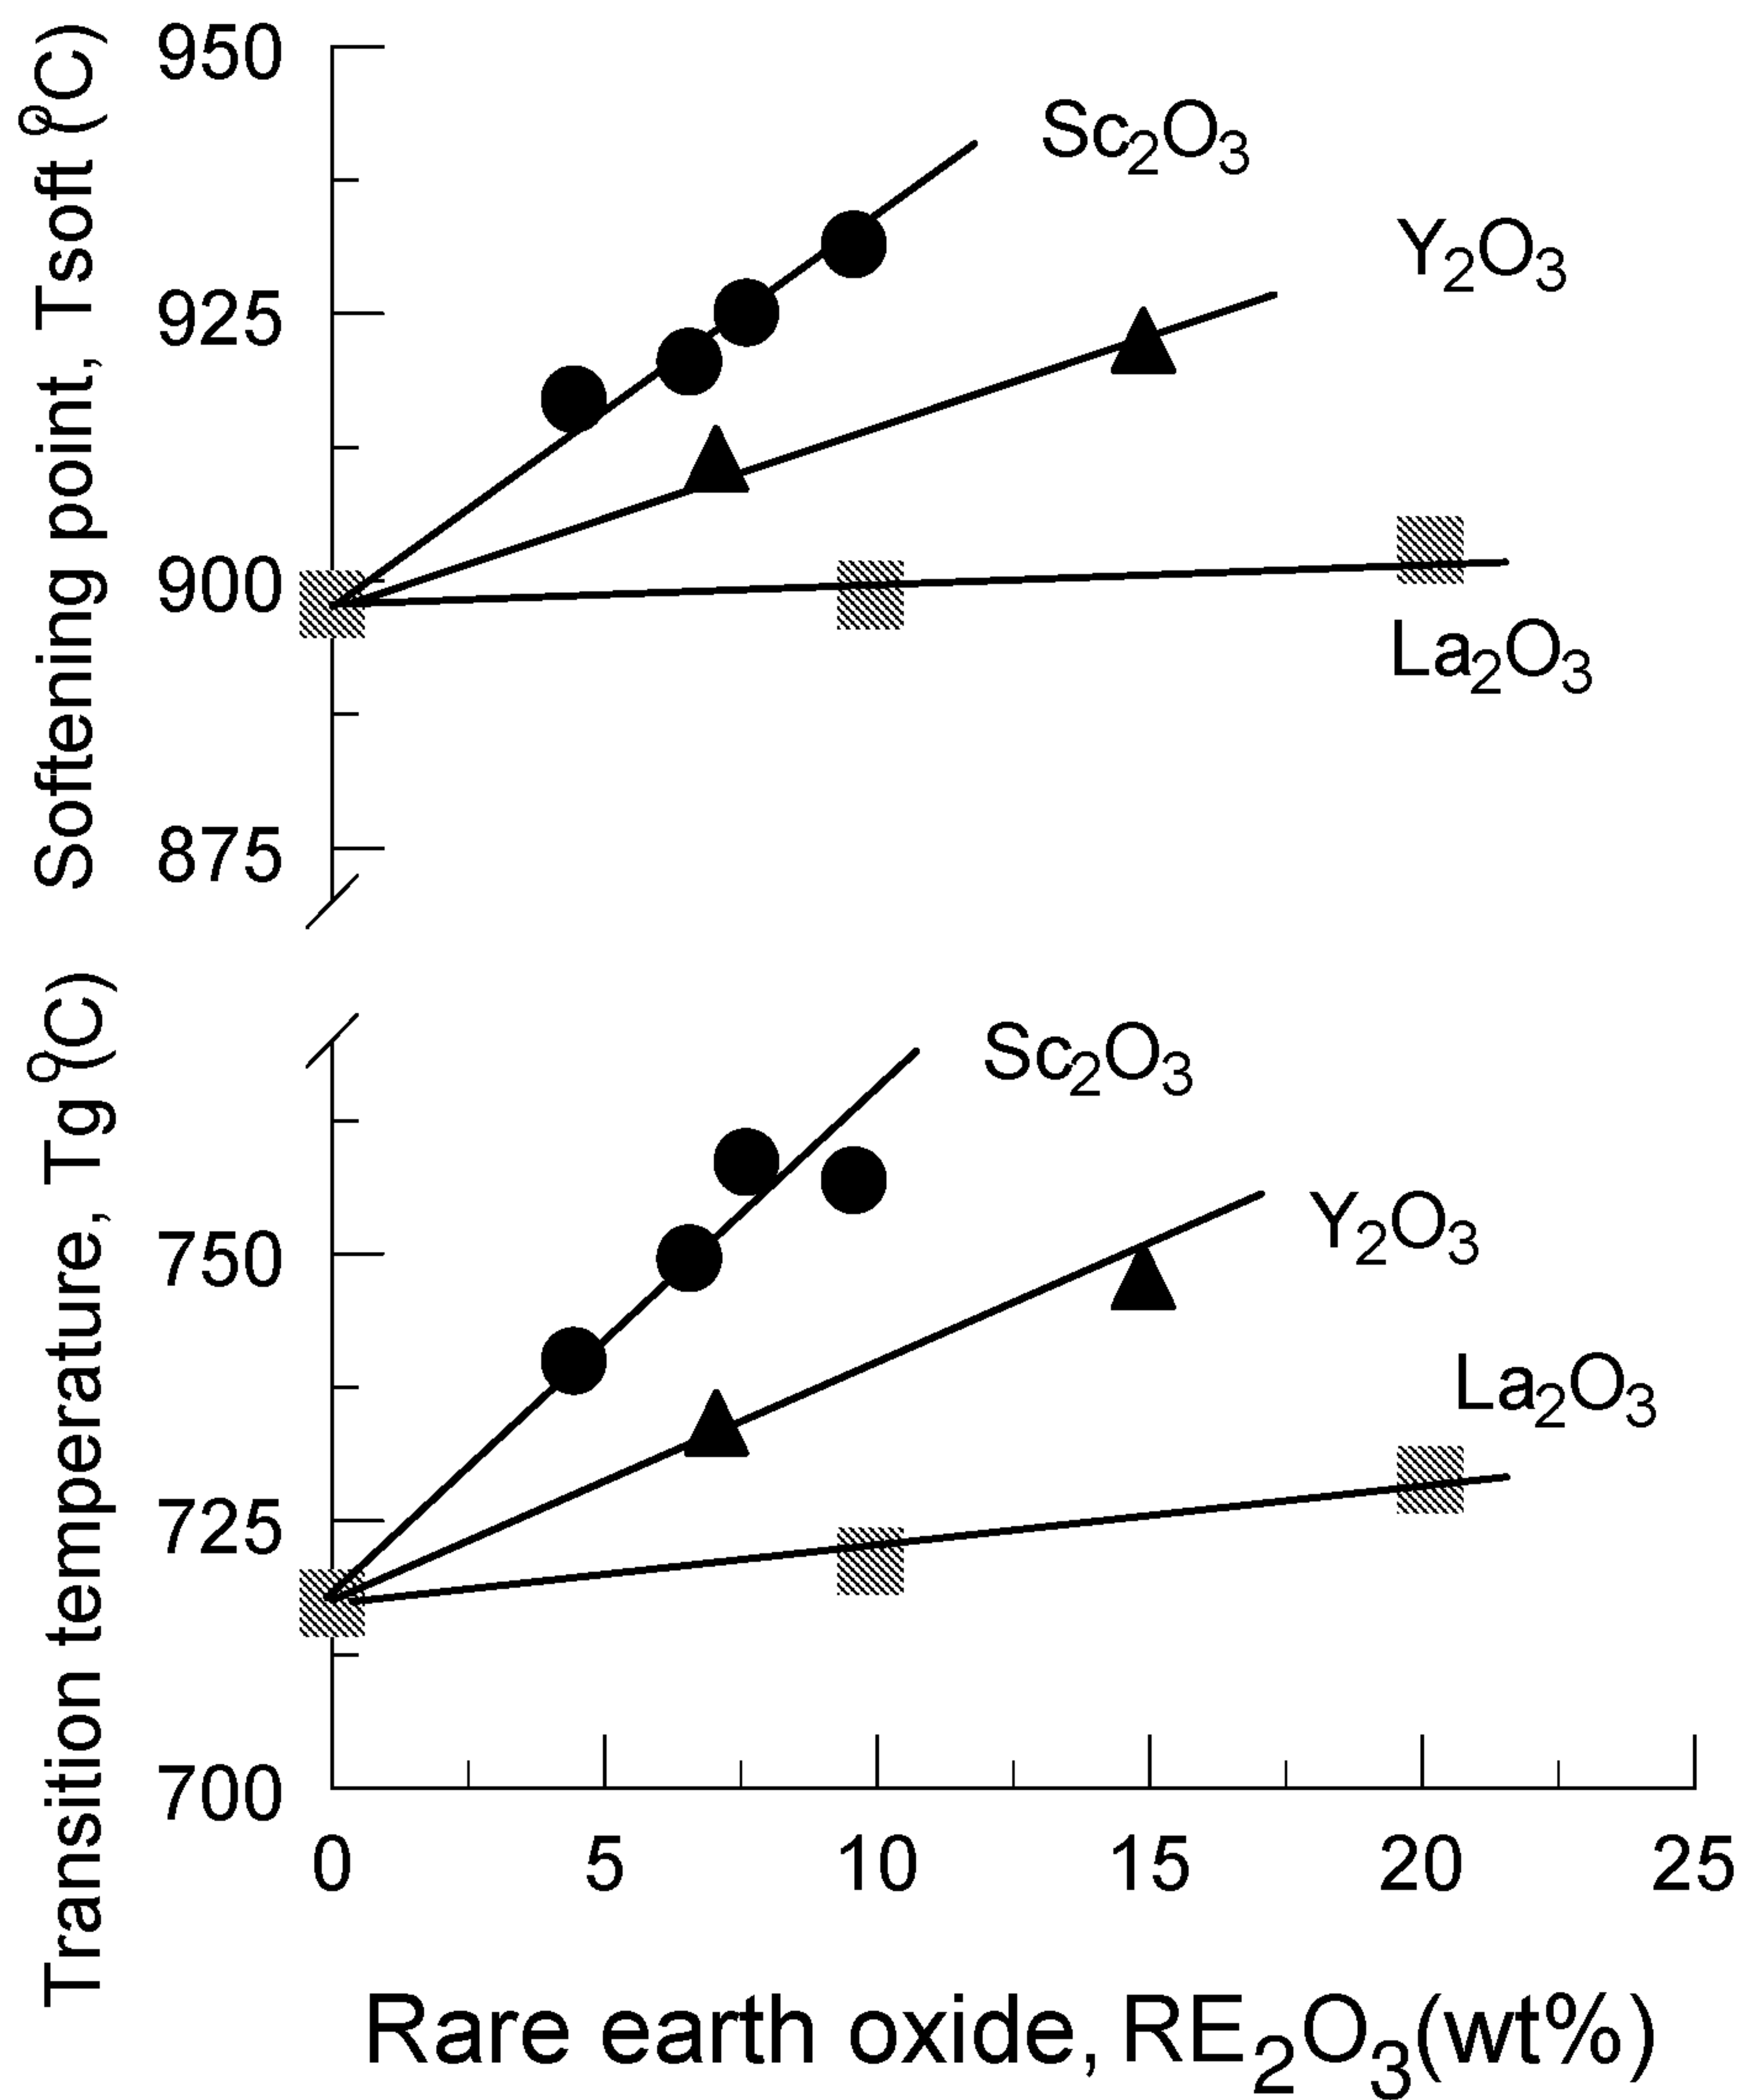 Softening point, Tsoft (°C)
950
925
900
875
Sc₂O₃
Y₂O₃
La₂O₃
Transition temperature, Tg (°C)
750
725
700
Sc₂O₃
Y₂O₃
La₂O₃
0 5 10 15 20 25
Rare earth oxide, RE₂O₃(wt%)